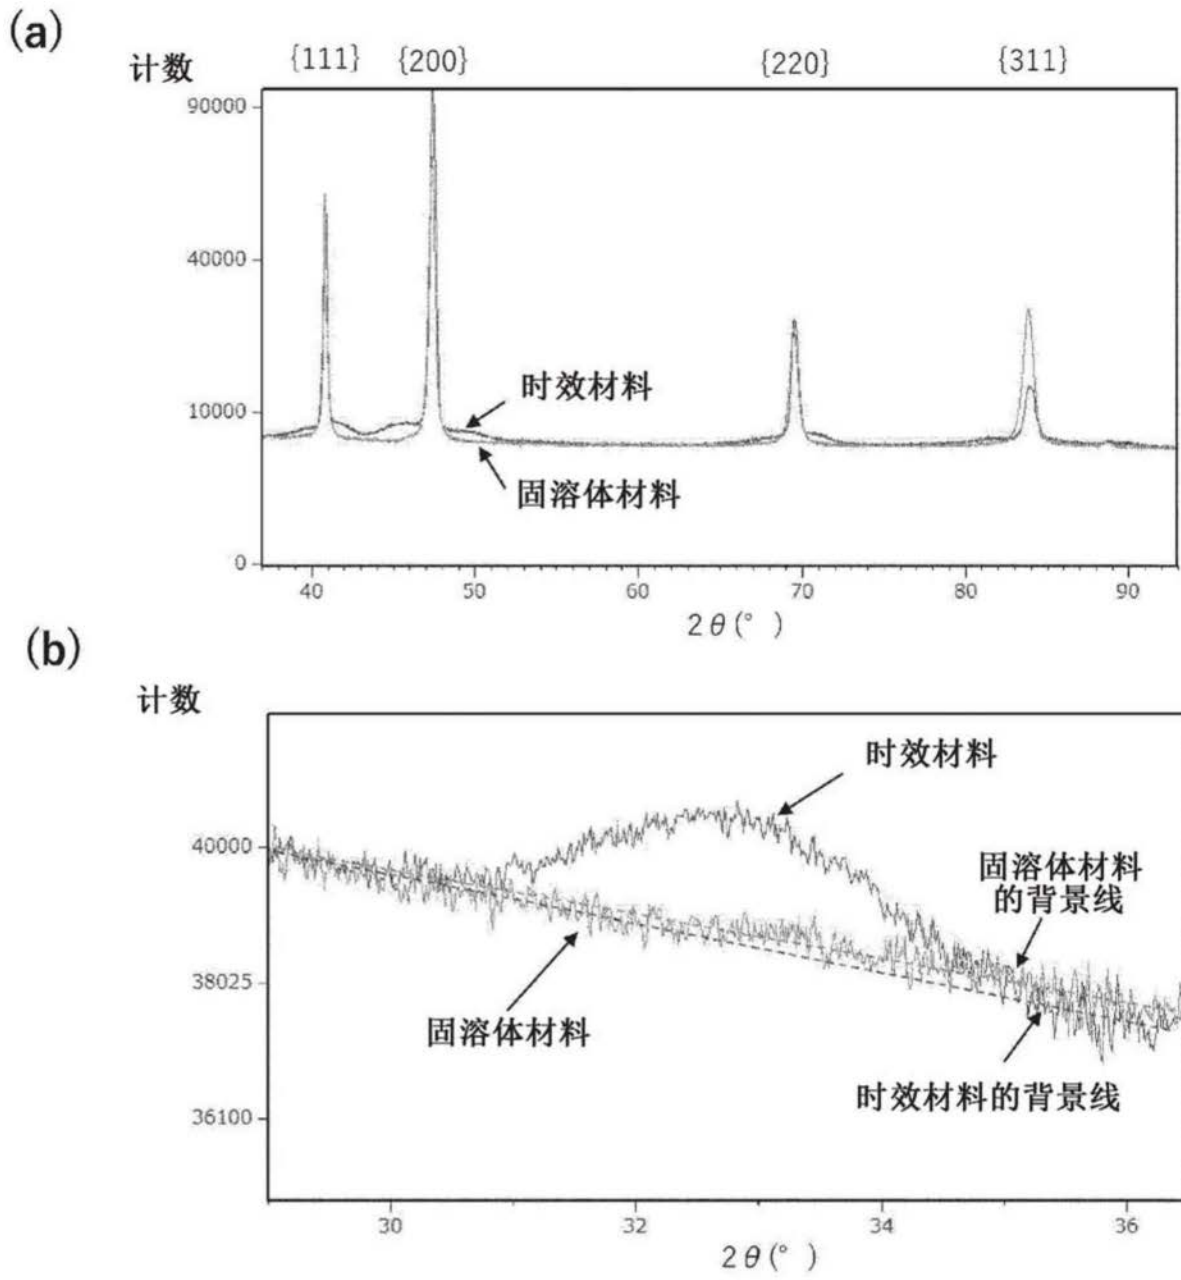 (a)
{111} {200} {220} {311}
计数
90000
40000
时效材料
10000
固溶体材料
0
40 50 60 70 80 90
2θ(° )
(b)
计数
时效材料
40000
固溶体材料
的背景线
38025
固溶体材料
时效材料的背景线
36100
30 32 34 36
2θ(° )